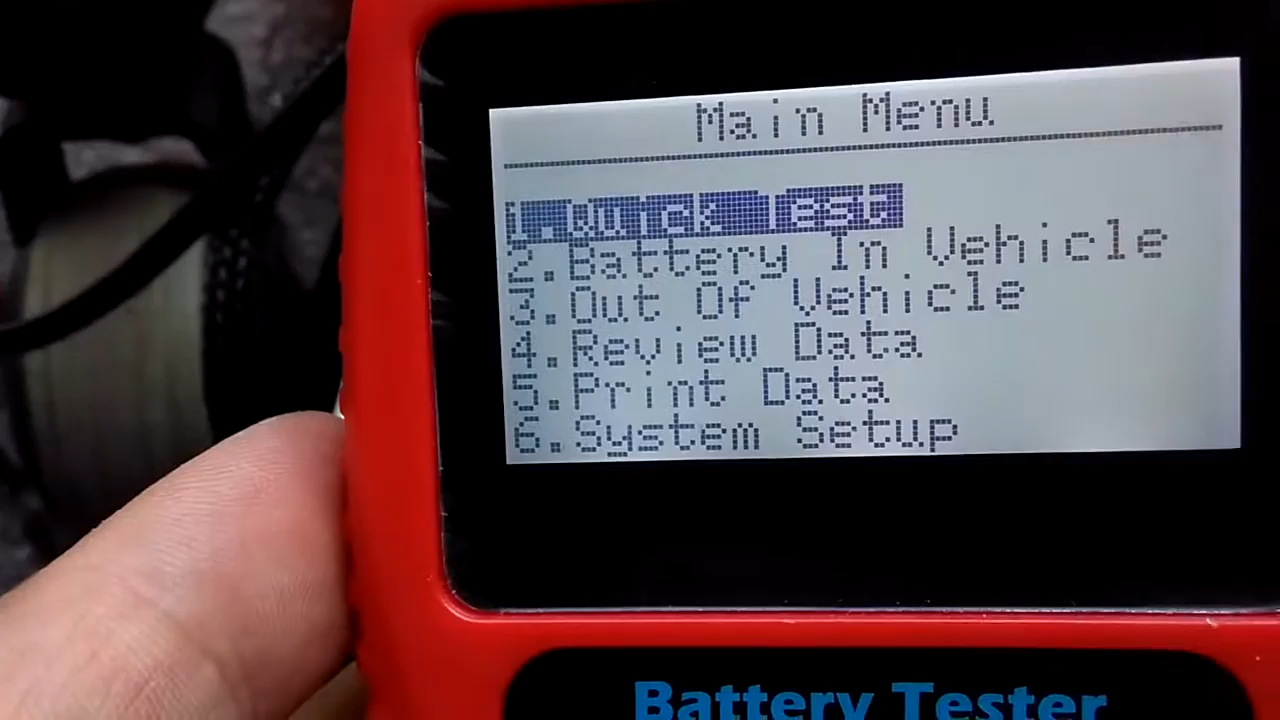 Main Menu
1.Quick Test
2.Battery In Vehicle
3.Out Of Vehicle
4.Review Data
5.Print Data
6.System Setup
Battery Tester